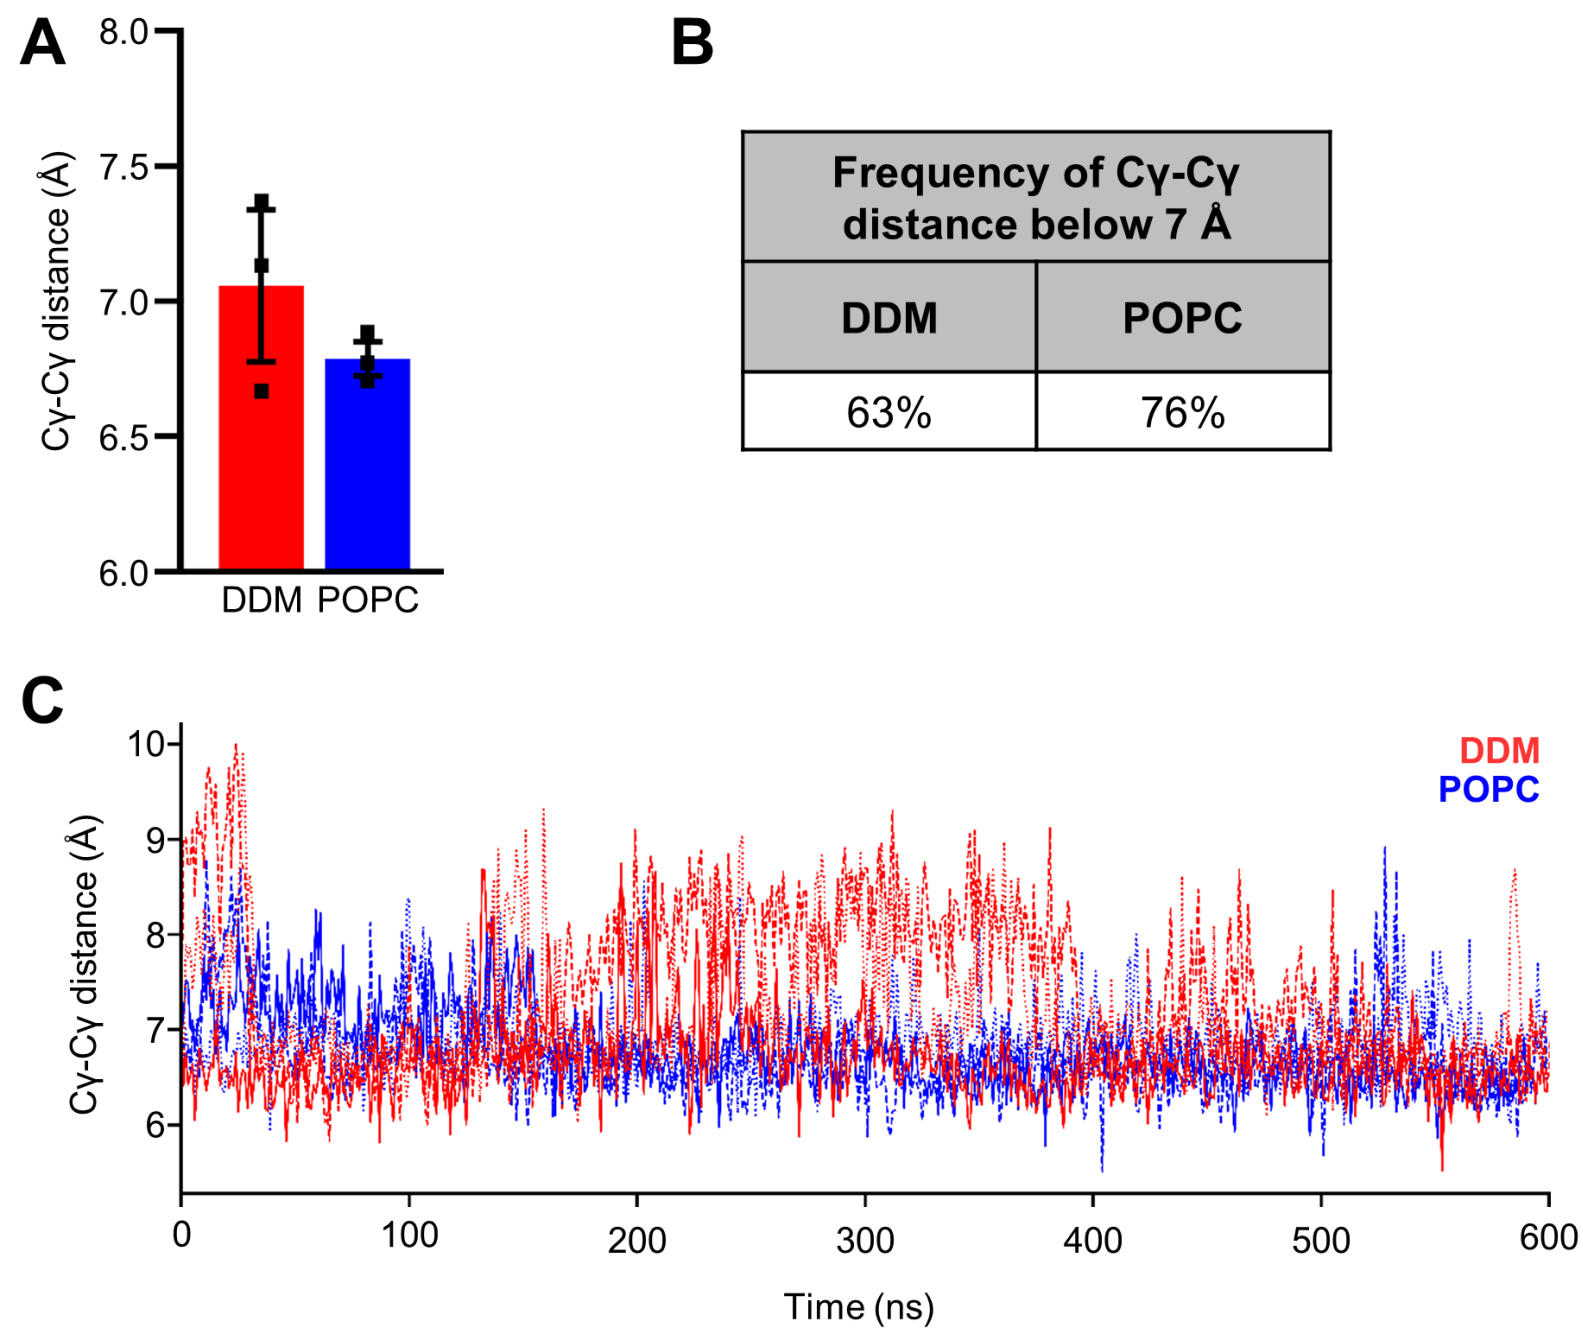 A
8.0
7.5
7.0
6.5
6.0
Cγ-Cγ distance (Å)
DDM POPC
B
Frequency of Cγ-Cγ
distance below 7 Å
DDM POPC
63% 76%
C
10
9
8
7
6
Cγ-Cγ distance (Å)
DDM
POPC
0 100 200 300 400 500 600
Time (ns)